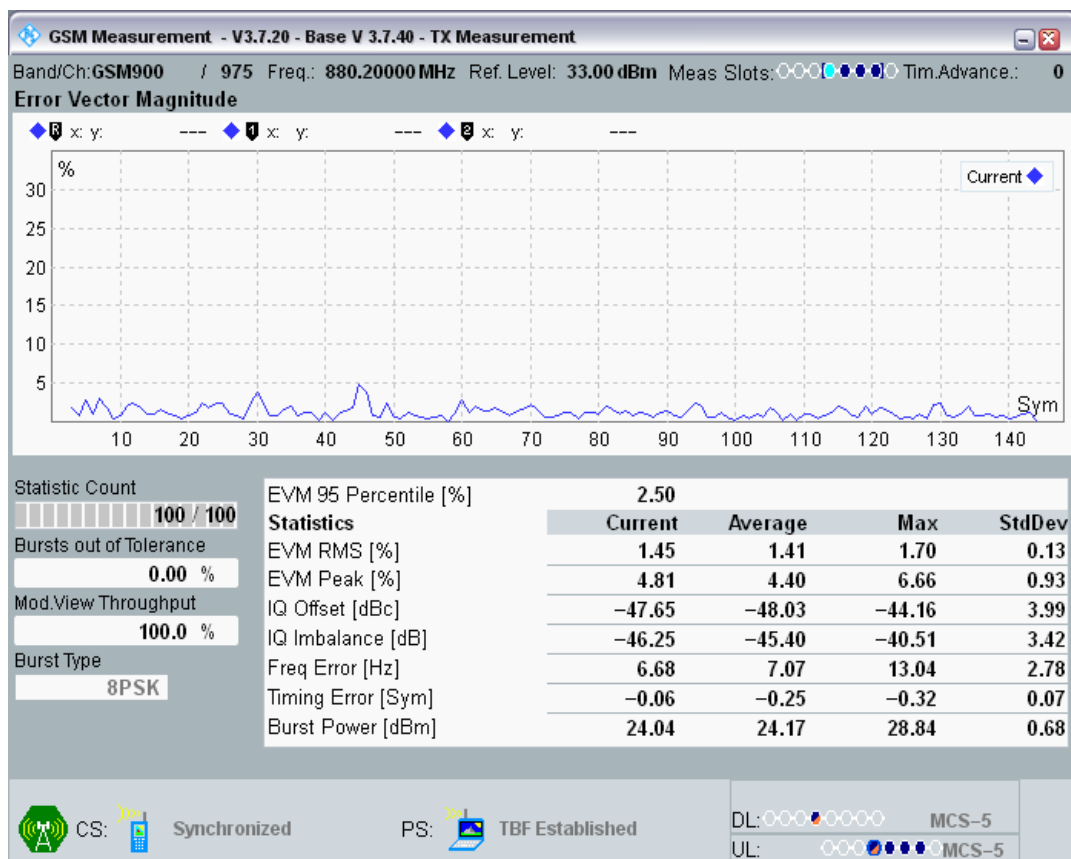 GSM Measurement - V3.7.20 - Base V 3.7.40 - TX Measurement
Band/Ch:GSM900 / 975 Freq.: 880.20000 MHz Ref. Level: 33.00 dBm Meas Slots: Tim.Advance.: 0
Error Vector Magnitude
R x: y: --- 1 x: y: --- 2 x: y: ---
%
Current
30
25
20
15
10
5
Sym
10 20 30 40 50 60 70 80 90 100 110 120 130 140
Statistic Count
100 / 100
Bursts out of Tolerance
0.00 %
Mod.View Throughput
100.0 %
Burst Type
8PSK
EVM 95 Percentile [%] 2.50
Statistics Current Average Max StdDev
EVM RMS [%] 1.45 1.41 1.70 0.13
EVM Peak [%] 4.81 4.40 6.66 0.93
IQ Offset [dBc] −47.65 −48.03 −44.16 3.99
IQ Imbalance [dB] −46.25 −45.40 −40.51 3.42
Freq Error [Hz] 6.68 7.07 13.04 2.78
Timing Error [Sym] −0.06 −0.25 −0.32 0.07
Burst Power [dBm] 24.04 24.17 28.84 0.68
CS: Synchronized PS: TBF Established
DL: MCS−5
UL: MCS−5